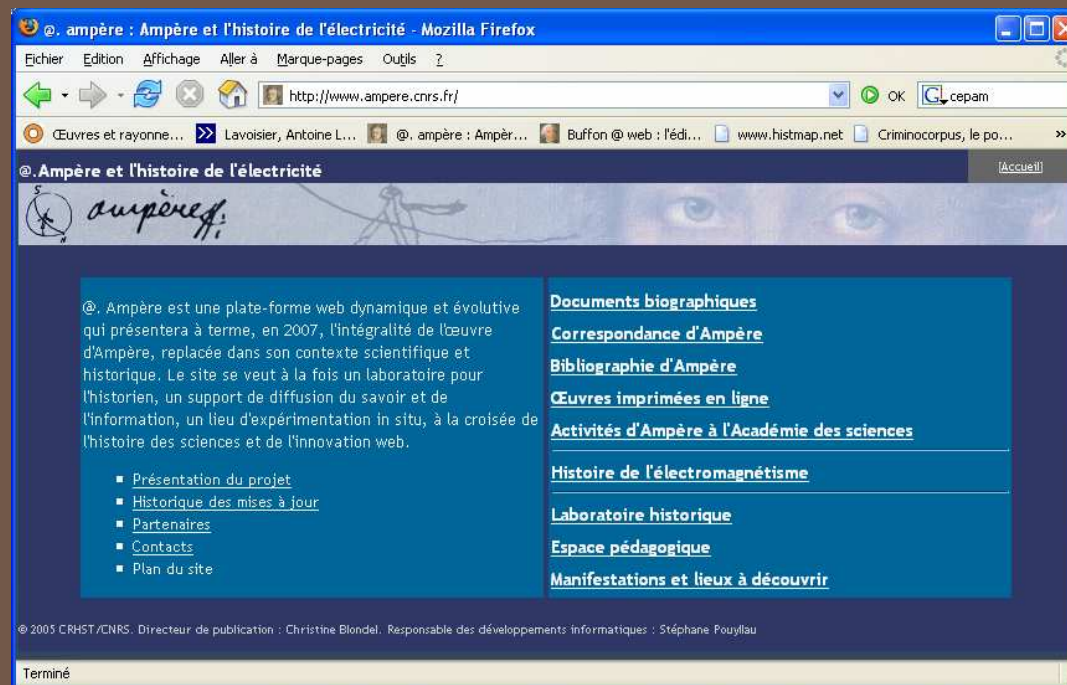 @. ampère : Ampère et l'histoire de l'électricité - Mozilla Firefox
Fichier Edition Affichage Aller à Marque-pages Outils ?
http://www.ampere.cnrs.fr/ OK G cepam
Œuvres et rayonne... Lavoisier, Antoine L... @. ampère : Ampèr... Buffon @ web : l'édi... www.histmap.net Criminocorpus, le po... »
@.Ampère et l'histoire de l'électricité [Accueil]
ampère
@. Ampère est une plate-forme web dynamique et évolutive
qui présentera à terme, en 2007, l'intégralité de l'œuvre
d'Ampère, replacée dans son contexte scientifique et
historique. Le site se veut à la fois un laboratoire pour
l'historien, un support de diffusion du savoir et de
l'information, un lieu d'expérimentation in situ, à la croisée de
l'histoire des sciences et de l'innovation web.
Présentation du projet
Historique des mises à jour
Partenaires
Contacts
Plan du site
Documents biographiques
Correspondance d'Ampère
Bibliographie d'Ampère
Œuvres imprimées en ligne
Activités d'Ampère à l'Académie des sciences
Histoire de l'électromagnétisme
Laboratoire historique
Espace pédagogique
Manifestations et lieux à découvrir
© 2005 CRHST/CNRS. Directeur de publication : Christine Blondel. Responsable des développements informatiques : Stéphane Pouyllau
Terminé